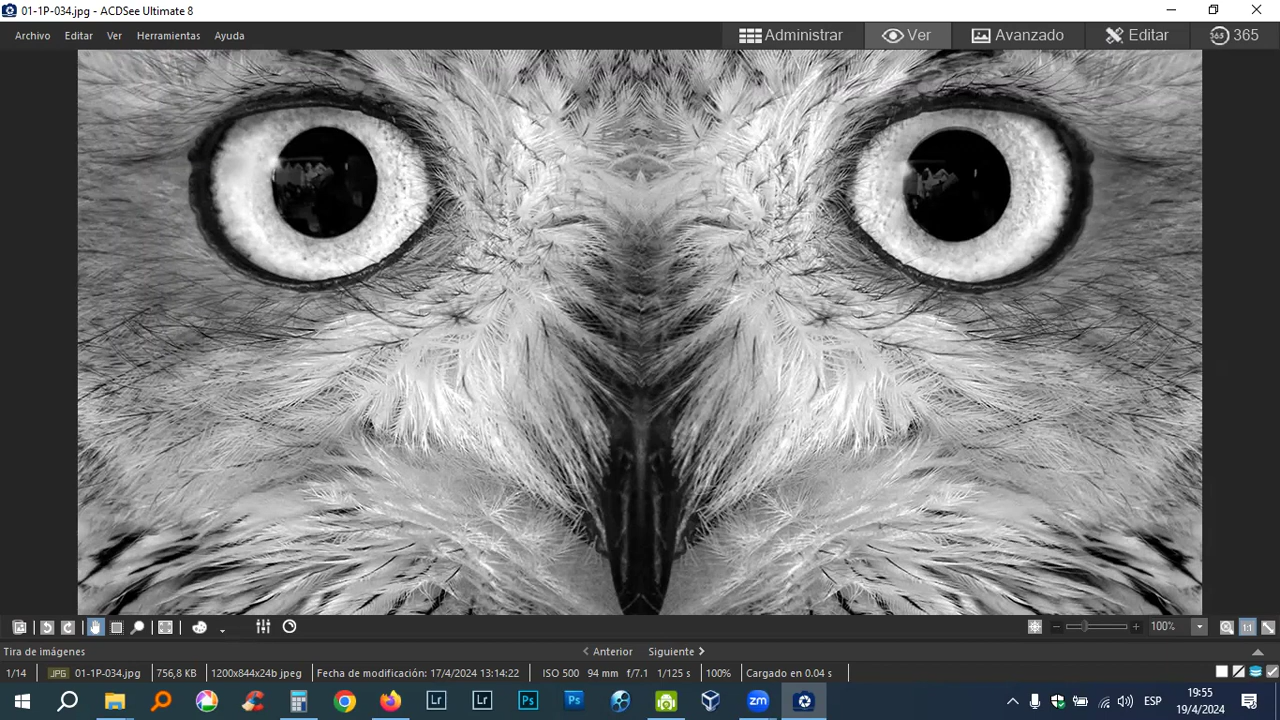 01-1P-034.jpg - ACDSee Ultimate 8
Archivo Editar Ver Herramientas Ayuda
Administrar Ver Avanzado Editar 365 365
100%
1:1
Tira de imágenes Anterior Siguiente
1/14 JPG 01-1P-034.jpg 756,8 KB 1200x844x24b jpeg Fecha de modificación: 17/4/2024 13:14:22 ISO 500 94 mm f/7.1 1/125 s 100% Cargado en 0.04 s
Lr Lr Ps Ps zm ESP 19:55
19/4/2024